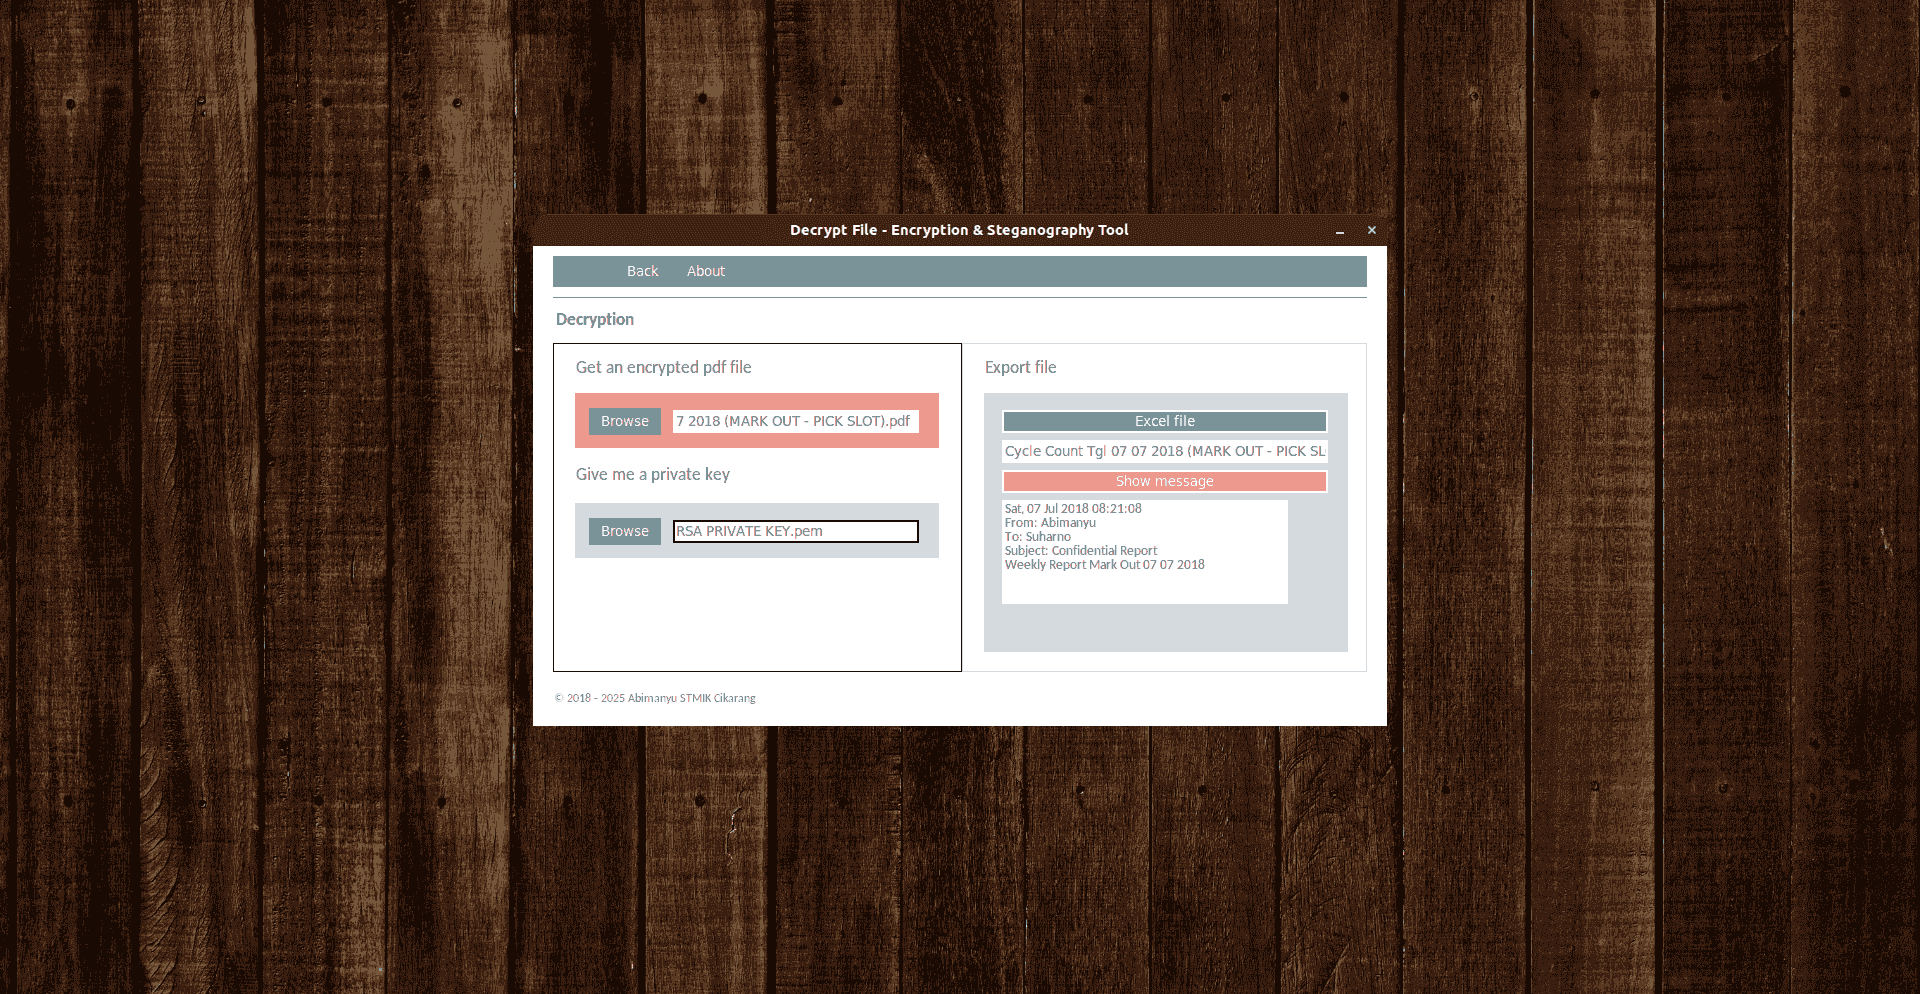 Decrypt File - Encryption & Steganography Tool
Back About
Decryption
Get an encrypted pdf file
Browse 7 2018 (MARK OUT - PICK SLOT).pdf
Give me a private key
Browse RSA PRIVATE KEY.pem
Export file
Excel file
Cycle Count Tgl 07 07 2018 (MARK OUT - PICK SL
Show message
Sat, 07 Jul 2018 08:21:08
From: Abimanyu
To: Suharno
Subject: Confidential Report
Weekly Report Mark Out 07 07 2018
© 2018 - 2025 Abimanyu STMIK Cikarang